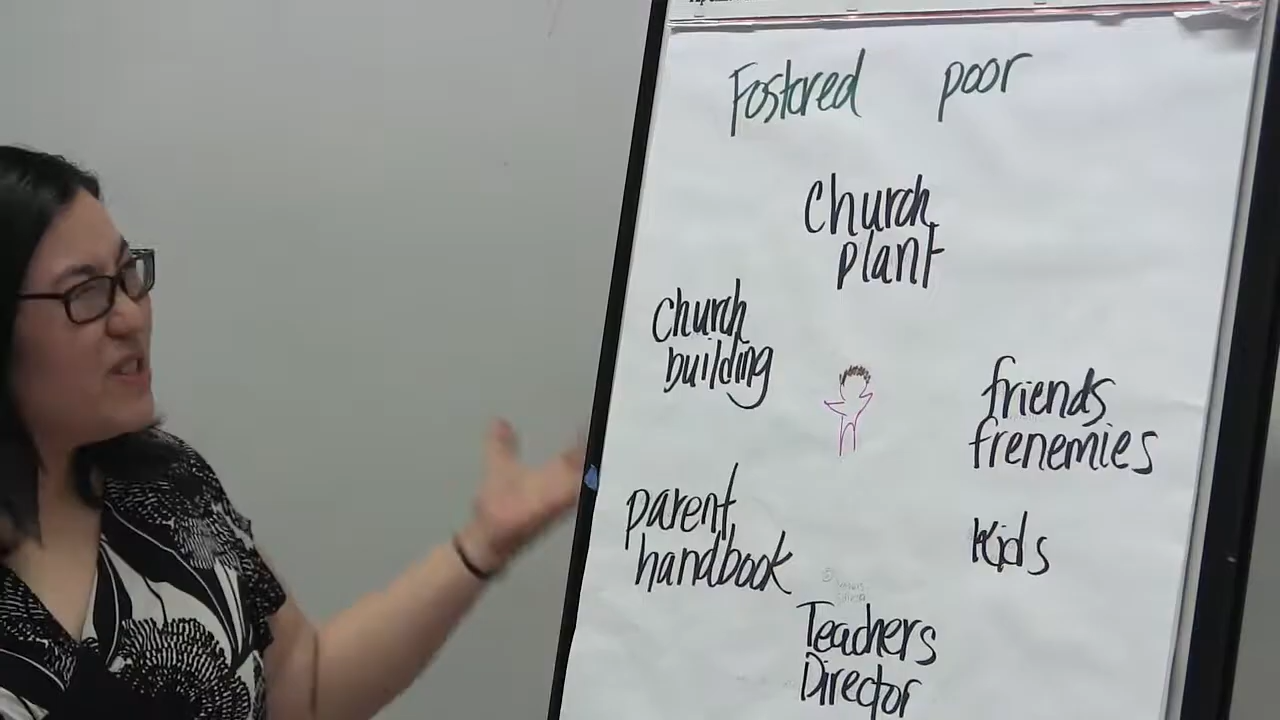 Fostered poor
Church
plant
Church
building
friends
frenemies
parent
handbook
Kids
Teachers
Director